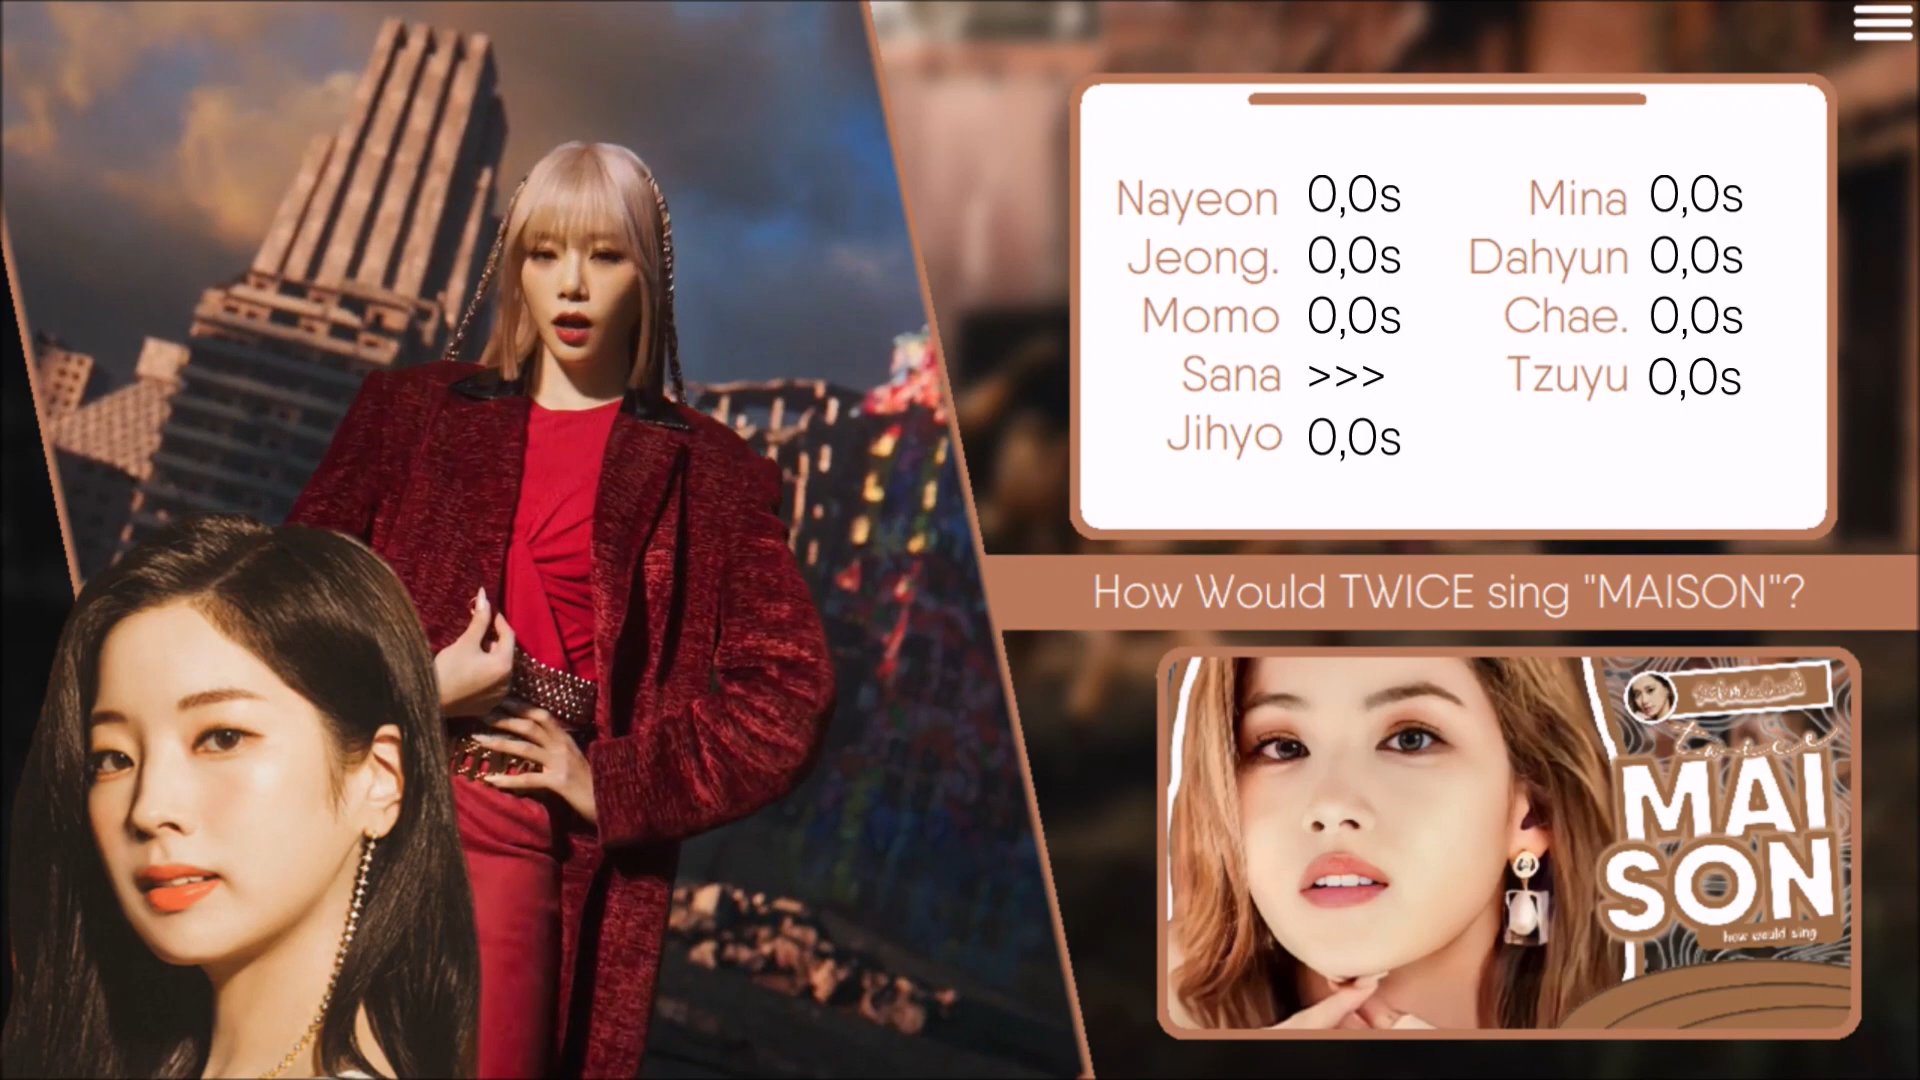 Nayeon 0,0s Mina 0,0s
Jeong. 0,0s Dahyun 0,0s
Momo 0,0s Chae. 0,0s
Sana >>> Tzuyu 0,0s
Jihyo 0,0s
How Would TWICE sing "MAISON"?
twice
MAI
SON
how would sing